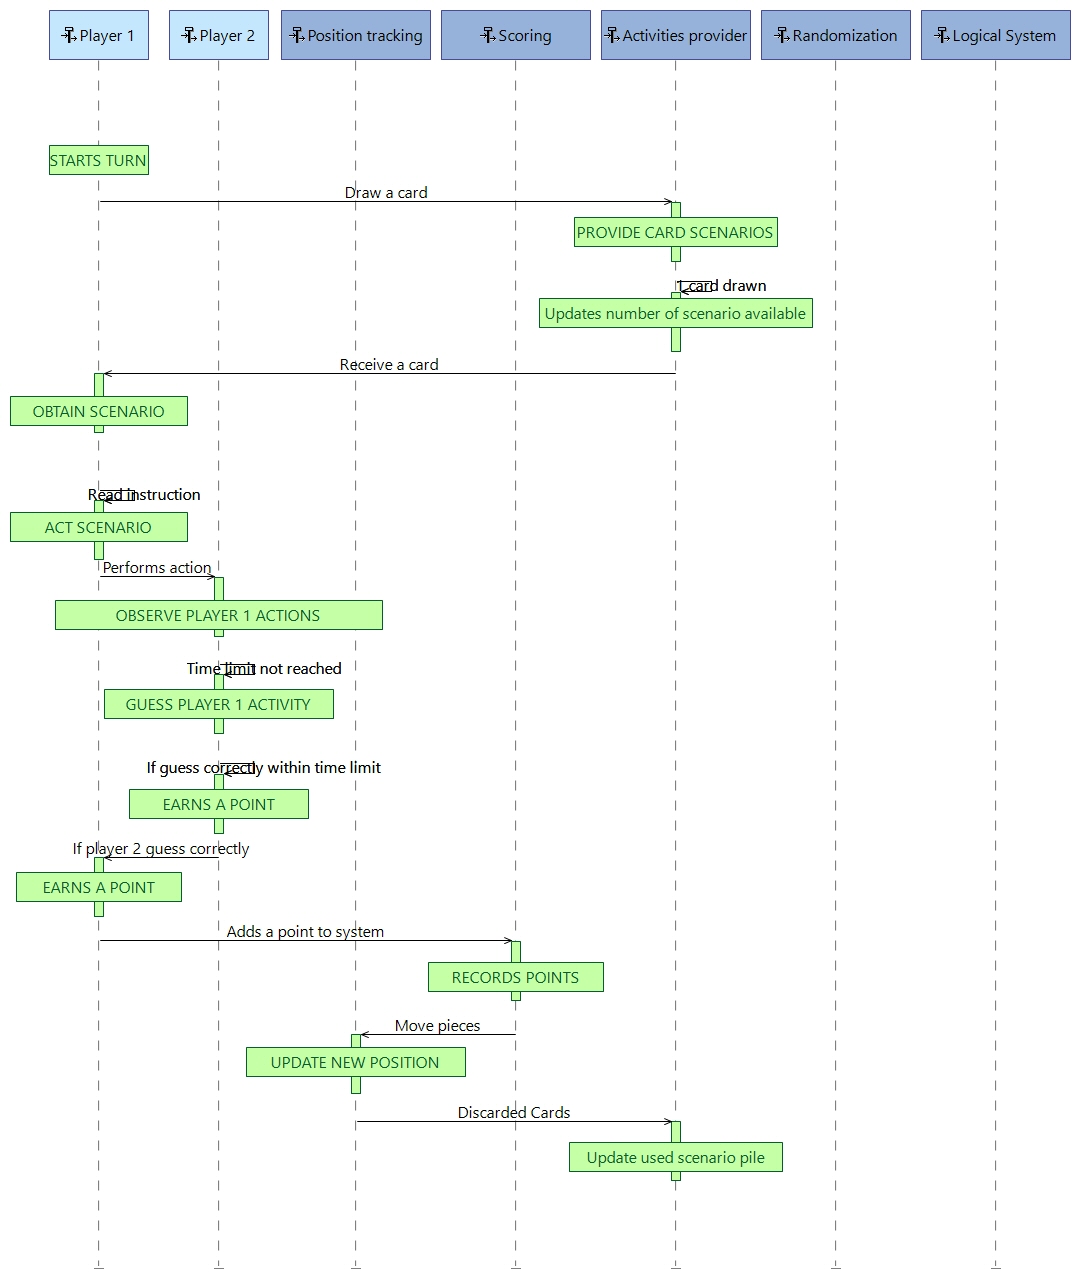 Player 1
Player 2
Position tracking
Scoring
Activities provider
Randomization
Logical System
STARTS TURN
Draw a card
PROVIDE CARD SCENARIOS
1 card drawn
Updates number of scenario available
Receive a card
OBTAIN SCENARIO
Read instruction
ACT SCENARIO
Performs action
OBSERVE PLAYER 1 ACTIONS
Time limit not reached
GUESS PLAYER 1 ACTIVITY
If guess correctly within time limit
EARNS A POINT
If player 2 guess correctly
EARNS A POINT
Adds a point to system
RECORDS POINTS
Move pieces
UPDATE NEW POSITION
Discarded Cards
Update used scenario pile